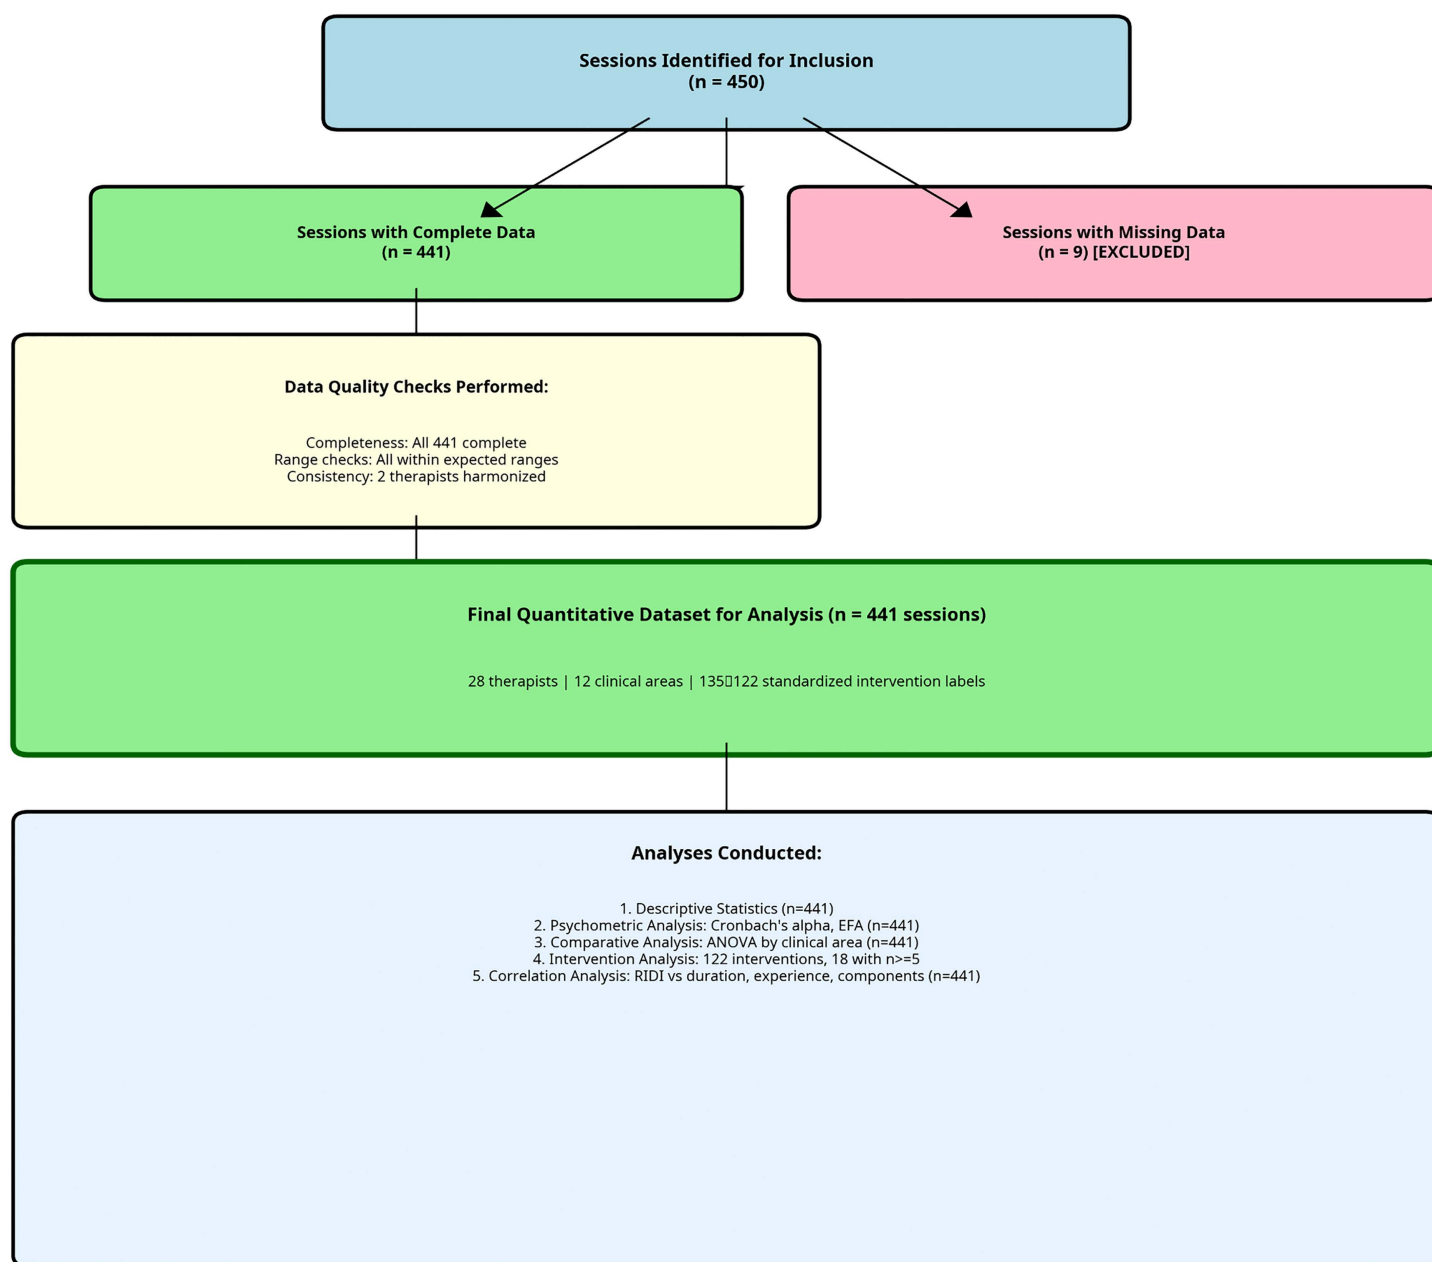 Sessions Identified for Inclusion
(n = 450)
Sessions with Complete Data
(n = 441)
Sessions with Missing Data
(n = 9) [EXCLUDED]
Data Quality Checks Performed:
Completeness: All 441 complete
Range checks: All within expected ranges
Consistency: 2 therapists harmonized
Final Quantitative Dataset for Analysis (n = 441 sessions)
28 therapists | 12 clinical areas | 135▯122 standardized intervention labels
Analyses Conducted:
1. Descriptive Statistics (n=441)
2. Psychometric Analysis: Cronbach's alpha, EFA (n=441)
3. Comparative Analysis: ANOVA by clinical area (n=441)
4. Intervention Analysis: 122 interventions, 18 with n>=5
5. Correlation Analysis: RIDI vs duration, experience, components (n=441)